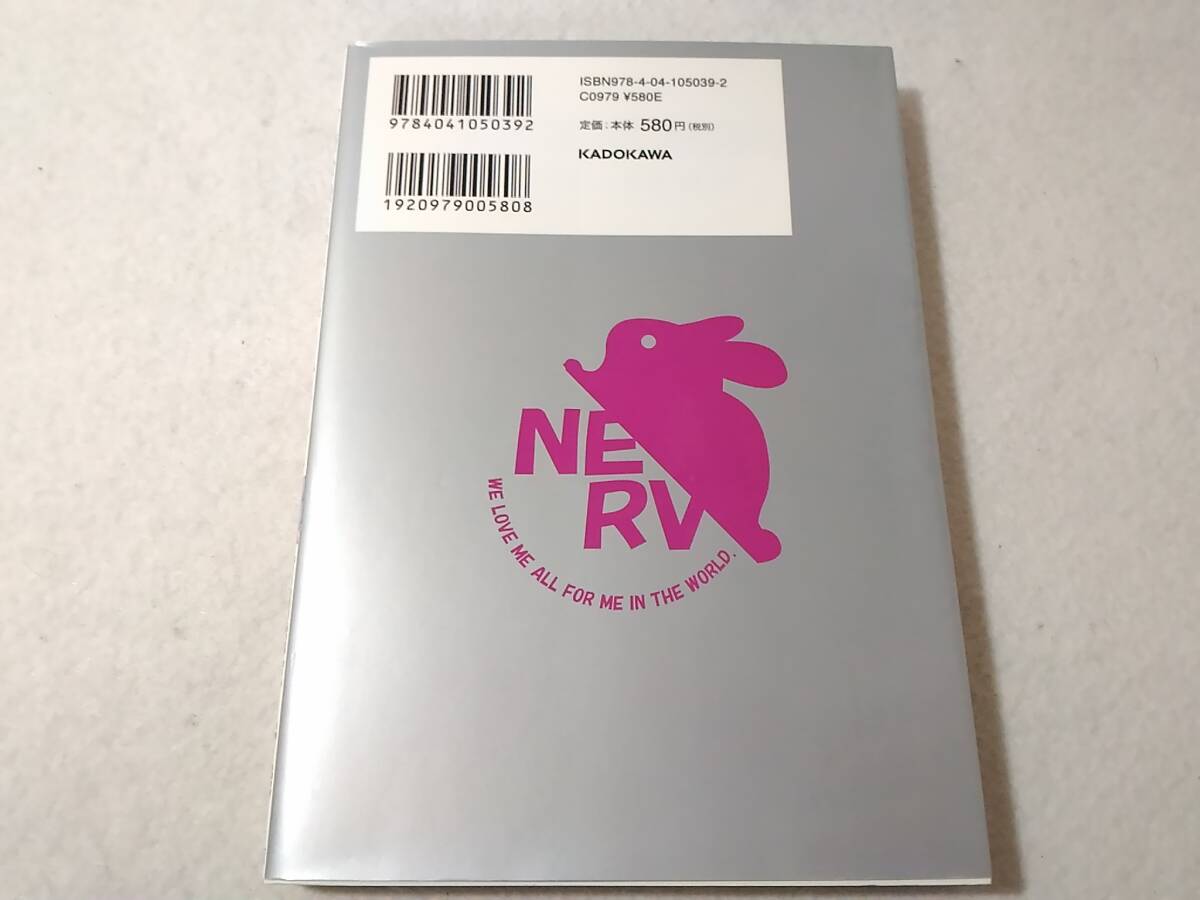 ISBN978-4-04-105039-2
C0979 ¥580E
定価:本体 580円(税別)
KADOKAWA
9784041050392
1920979005808
NE
RV
WE LOVE ME ALL FOR ME IN THE WORLD.